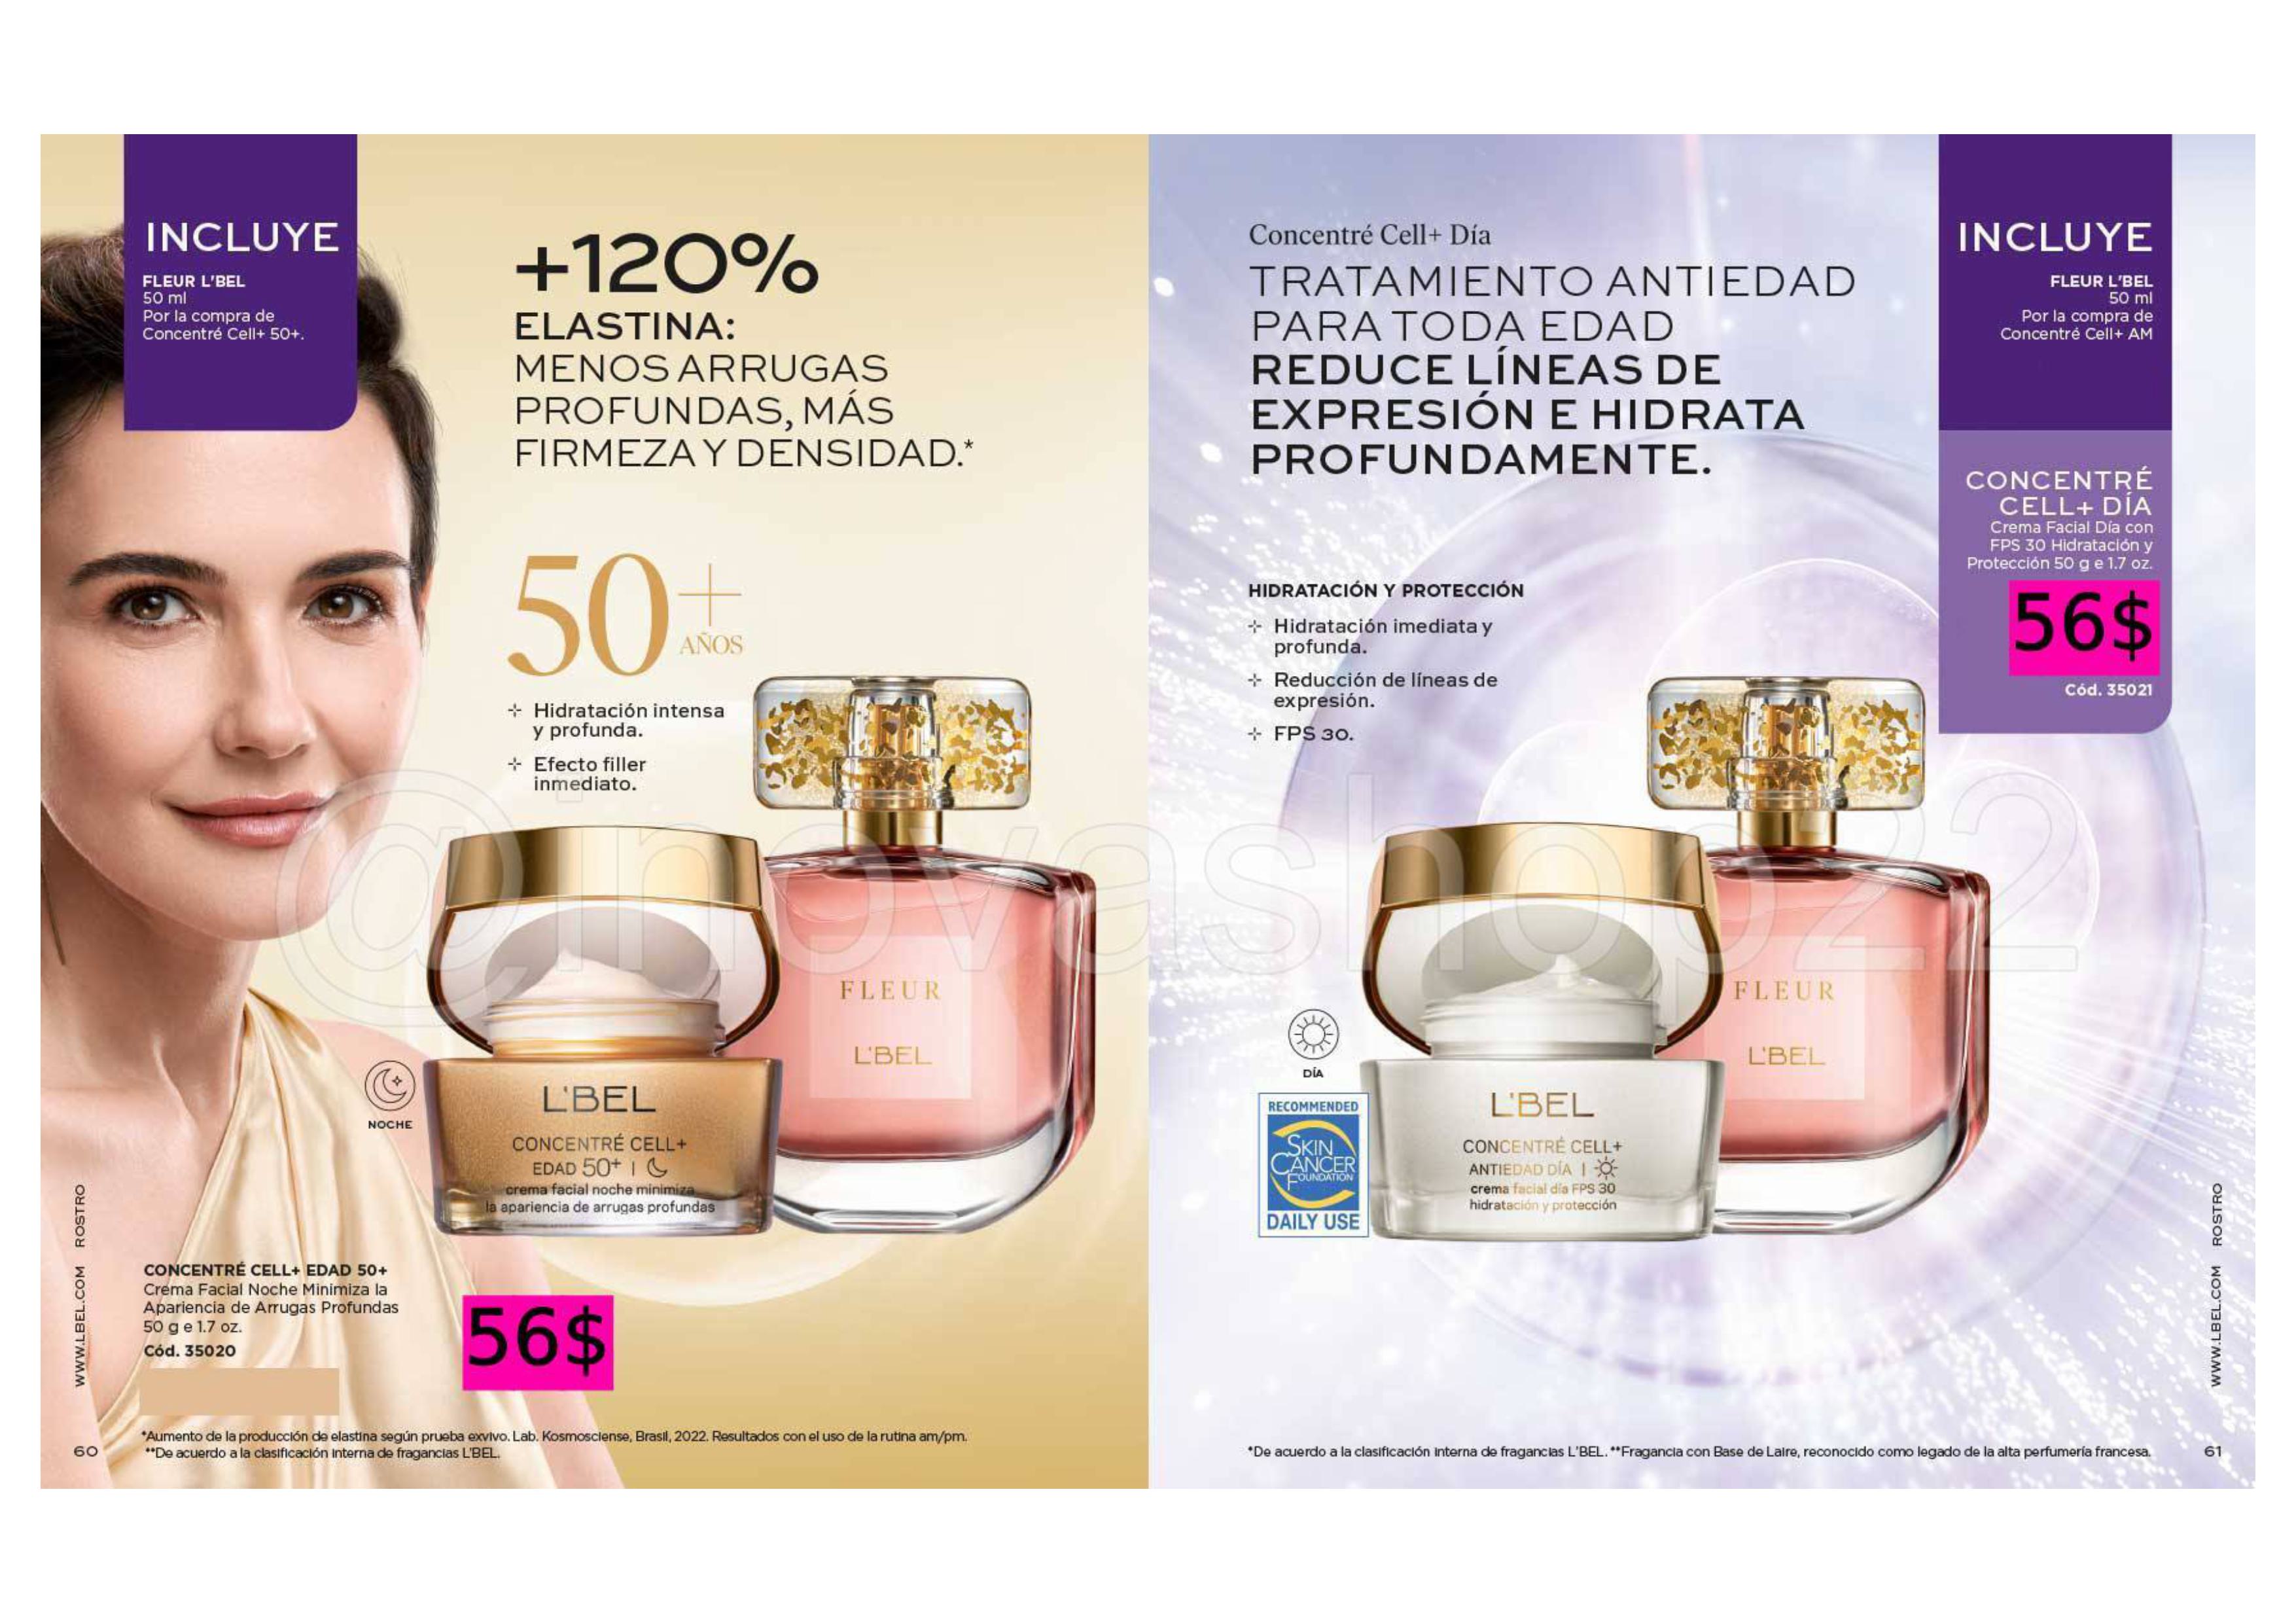 INCLUYE
FLEUR L'BEL
50 ml
Por la compra de
Concentré Cell+ 50+.
+120%
ELASTINA:
MENOS ARRUGAS
PROFUNDAS, MÁS
FIRMEZA Y DENSIDAD.*
50+
AÑOS
Hidratación intensa
y profunda.
Efecto filler
inmediato.
FLEUR
L'BEL
NOCHE
L'BEL
CONCENTRÉ CELL+
EDAD 50+ |
crema facial noche minimiza
la apariencia de arrugas profundas
CONCENTRÉ CELL+ EDAD 50+
Crema Facial Noche Minimiza la
Apariencia de Arrugas Profundas
50 g e 1.7 oz.
Cód. 35020
56$
*Aumento de la producción de elastina según prueba exvivo. Lab. Kosmosciense, Brasil, 2022. Resultados con el uso de la rutina am/pm.
**De acuerdo a la clasificación interna de fragancias L'BEL.
60
WWW.LBEL.COM ROSTRO
Concentré Cell+ Día
TRATAMIENTO ANTIEDAD
PARA TODA EDAD
REDUCE LÍNEAS DE
EXPRESIÓN E HIDRATA
PROFUNDAMENTE.
HIDRATACIÓN Y PROTECCIÓN
Hidratación imediata y
profunda.
Reducción de líneas de
expresión.
FPS 30.
INCLUYE
FLEUR L'BEL
50 ml
Por la compra de
Concentré Cell+ AM
CONCENTRÉ
CELL+ DÍA
Crema Facial Día con
FPS 30 Hidratación y
Protección 50 g e 1.7 oz.
56$
Cód. 35021
FLEUR
L'BEL
DÍA
RECOMMENDED
SKIN
CANCER
FOUNDATION
DAILY USE
L'BEL
CONCENTRÉ CELL+
ANTIEDAD DÍA |
crema facial día FPS 30
hidratación y protección
@inovashop22
*De acuerdo a la clasificación interna de fragancias L'BEL. **Fragancia con Base de Laire, reconocido como legado de la alta perfumería francesa.
61
WWW.LBEL.COM ROSTRO